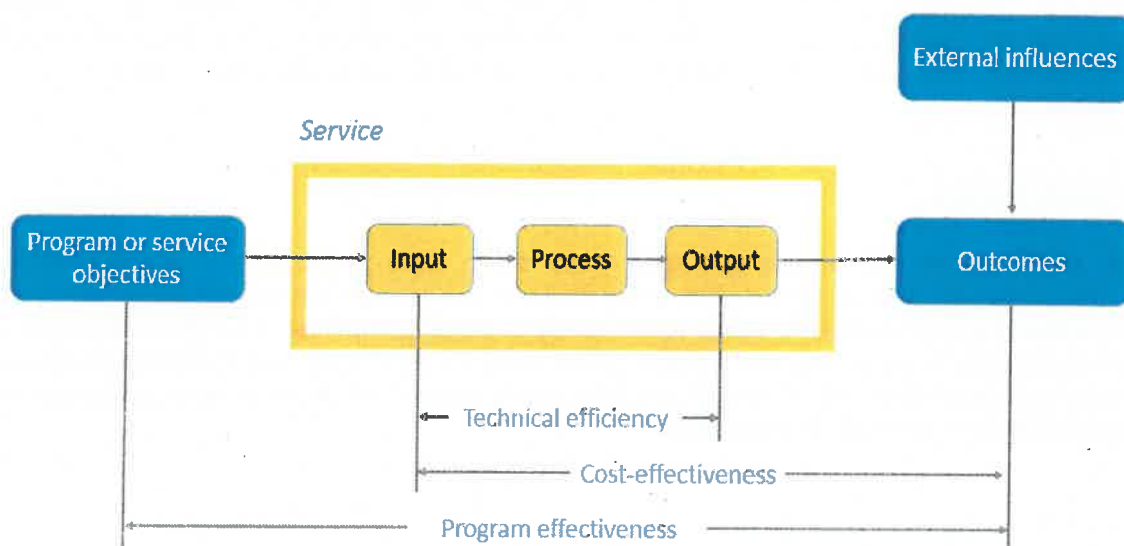 External influences
Service
Program or service
objectives
Input
Process
Output
Outcomes
Technical efficiency
Cost-effectiveness
Program effectiveness